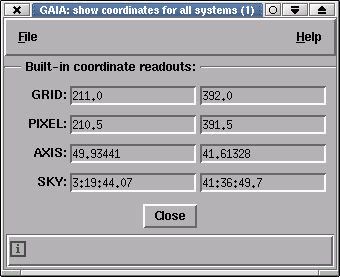 GAIA: show coordinates for all systems (1)
File Help
Built-in coordinate readouts:
GRID: 211.0 392.0
PIXEL: 210.5 391.5
AXIS: 49.93441 41.61328
SKY: 3:19:44.07 41:36:49.7
Close